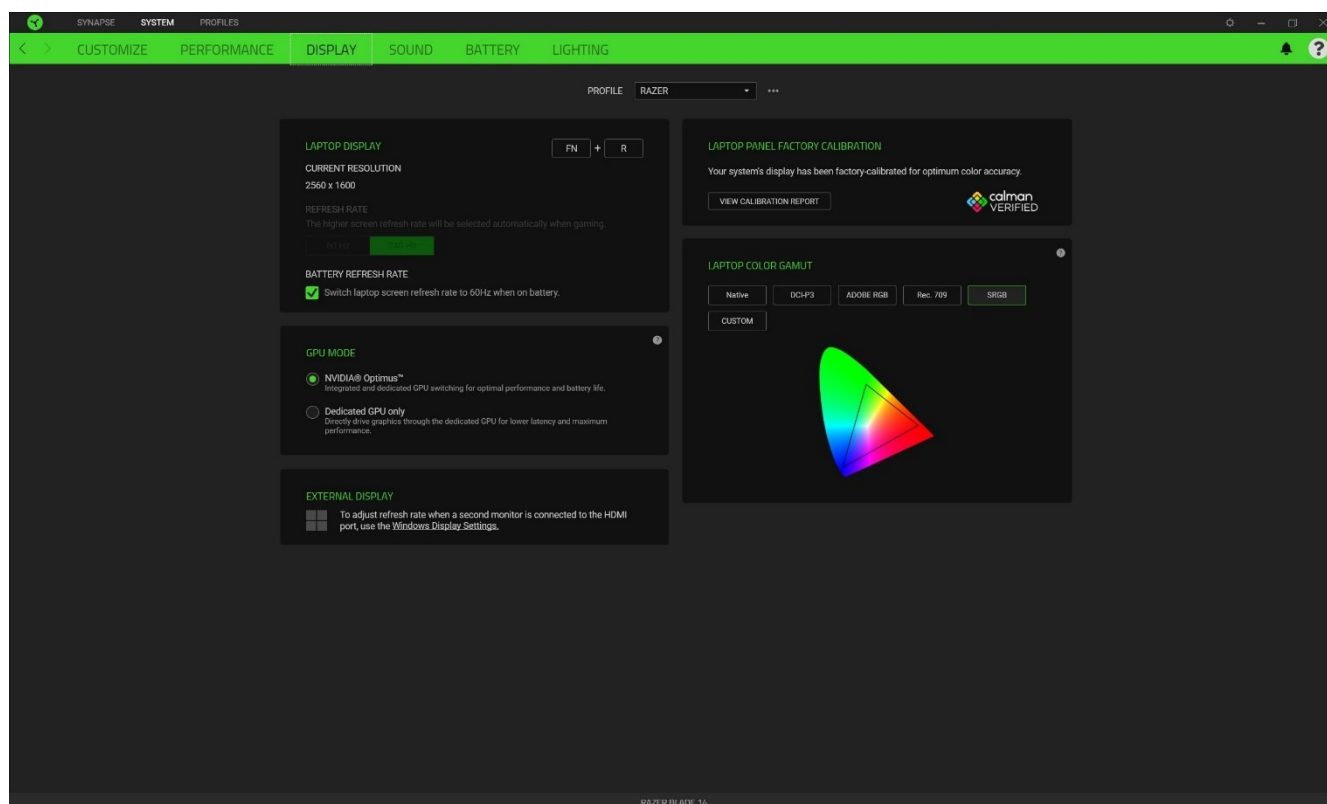 SYNAPSE SYSTEM PROFILES
CUSTOMIZE PERFORMANCE DISPLAY SOUND BATTERY LIGHTING
PROFILE RAZER
LAPTOP DISPLAY FN + R
CURRENT RESOLUTION
2560 x 1600
REFRESH RATE
The higher screen refresh rate will be selected automatically when gaming.
60 Hz 240 Hz
BATTERY REFRESH RATE
Switch laptop screen refresh rate to 60Hz when on battery.
GPU MODE
NVIDIA® Optimus™
Integrated and dedicated GPU switching for optimal performance and battery life.
Dedicated GPU only
Directly drive graphics through the dedicated GPU for lower latency and maximum
performance.
EXTERNAL DISPLAY
To adjust refresh rate when a second monitor is connected to the HDMI
port, use the Windows Display Settings.
LAPTOP PANEL FACTORY CALIBRATION
Your system's display has been factory-calibrated for optimum color accuracy.
VIEW CALIBRATION REPORT
calman
VERIFIED
LAPTOP COLOR GAMUT
Native DCI-P3 ADOBE RGB Rec. 709 SRGB
CUSTOM
RAZER BLADE 14